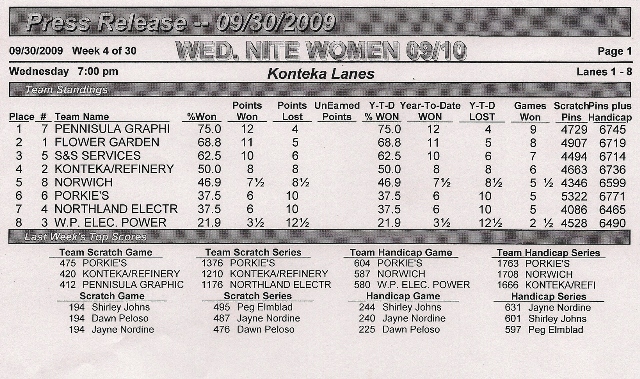 Press Release -- 09/30/2009
09/30/2009 Week 4 of 30 WED. NITE WOMEN 09/10 Page 1
Wednesday 7:00 pm Konteka Lanes Lanes 1 - 8
Team Standings
Points Points UnEarned Y-T-D Year-To-Date Y-T-D Games Scratch Pins plus
Place # Team Name %Won Won Lost Points % WON WON LOST Won Pins Handicap
1 7 PENNISULA GRAPHI 75.0 12 4 75.0 12 4 9 4729 6745
2 1 FLOWER GARDEN 68.8 11 5 68.8 11 5 8 4907 6719
3 5 S&S SERVICES 62.5 10 6 62.5 10 6 7 4494 6714
4 2 KONTEKA/REFINERY 50.0 8 8 50.0 8 8 6 4663 6736
5 8 NORWICH 46.9 7½ 8½ 46.9 7½ 8½ 5 ½ 4346 6599
6 6 PORKIE'S 37.5 6 10 37.5 6 10 5 5322 6771
7 4 NORTHLAND ELECTR 37.5 6 10 37.5 6 10 5 4086 6465
8 3 W.P. ELEC. POWER 21.9 3½ 12½ 21.9 3½ 12½ 2 ½ 4528 6490
Last Week's Top Scores
Team Scratch Game Team Scratch Series Team Handicap Game Team Handicap Series
475 PORKIE'S 1376 PORKIE'S 604 PORKIE'S 1763 PORKIE'S
420 KONTEKA/REFINERY 1210 KONTEKA/REFINERY 587 NORWICH 1708 NORWICH
412 PENNISULA GRAPHIC 1176 NORTHLAND ELECTR 580 W.P. ELEC. POWER 1666 KONTEKA/REFI
Scratch Game Scratch Series Handicap Game Handicap Series
194 Shirley Johns 495 Peg Elmblad 244 Shirley Johns 631 Jayne Nordine
194 Dawn Peloso 487 Jayne Nordine 240 Jayne Nordine 601 Shirley Johns
194 Jayne Nordine 476 Dawn Peloso 225 Dawn Peloso 597 Peg Elmblad